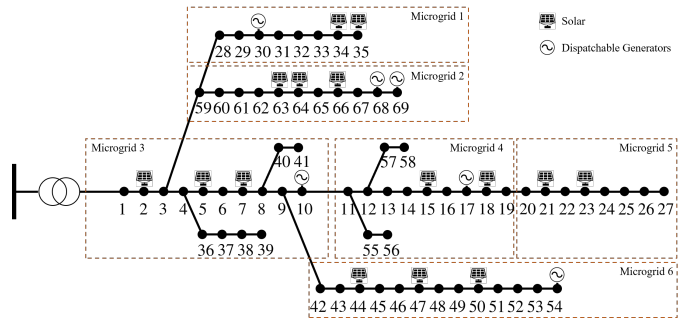 Microgrid 1
Solar
28 29 30 31 32 33 34 35
Dispatchable Generators
Microgrid 2
59 60 61 62 63 64 65 66 67 68 69
Microgrid 3
Microgrid 4
Microgrid 5
40 41
57 58
1 2 3 4 5 6 7 8 9 10 11 12 13 14 15 16 17 18 19 20 21 22 23 24 25 26 27
36 37 38 39
55 56
Microgrid 6
42 43 44 45 46 47 48 49 50 51 52 53 54